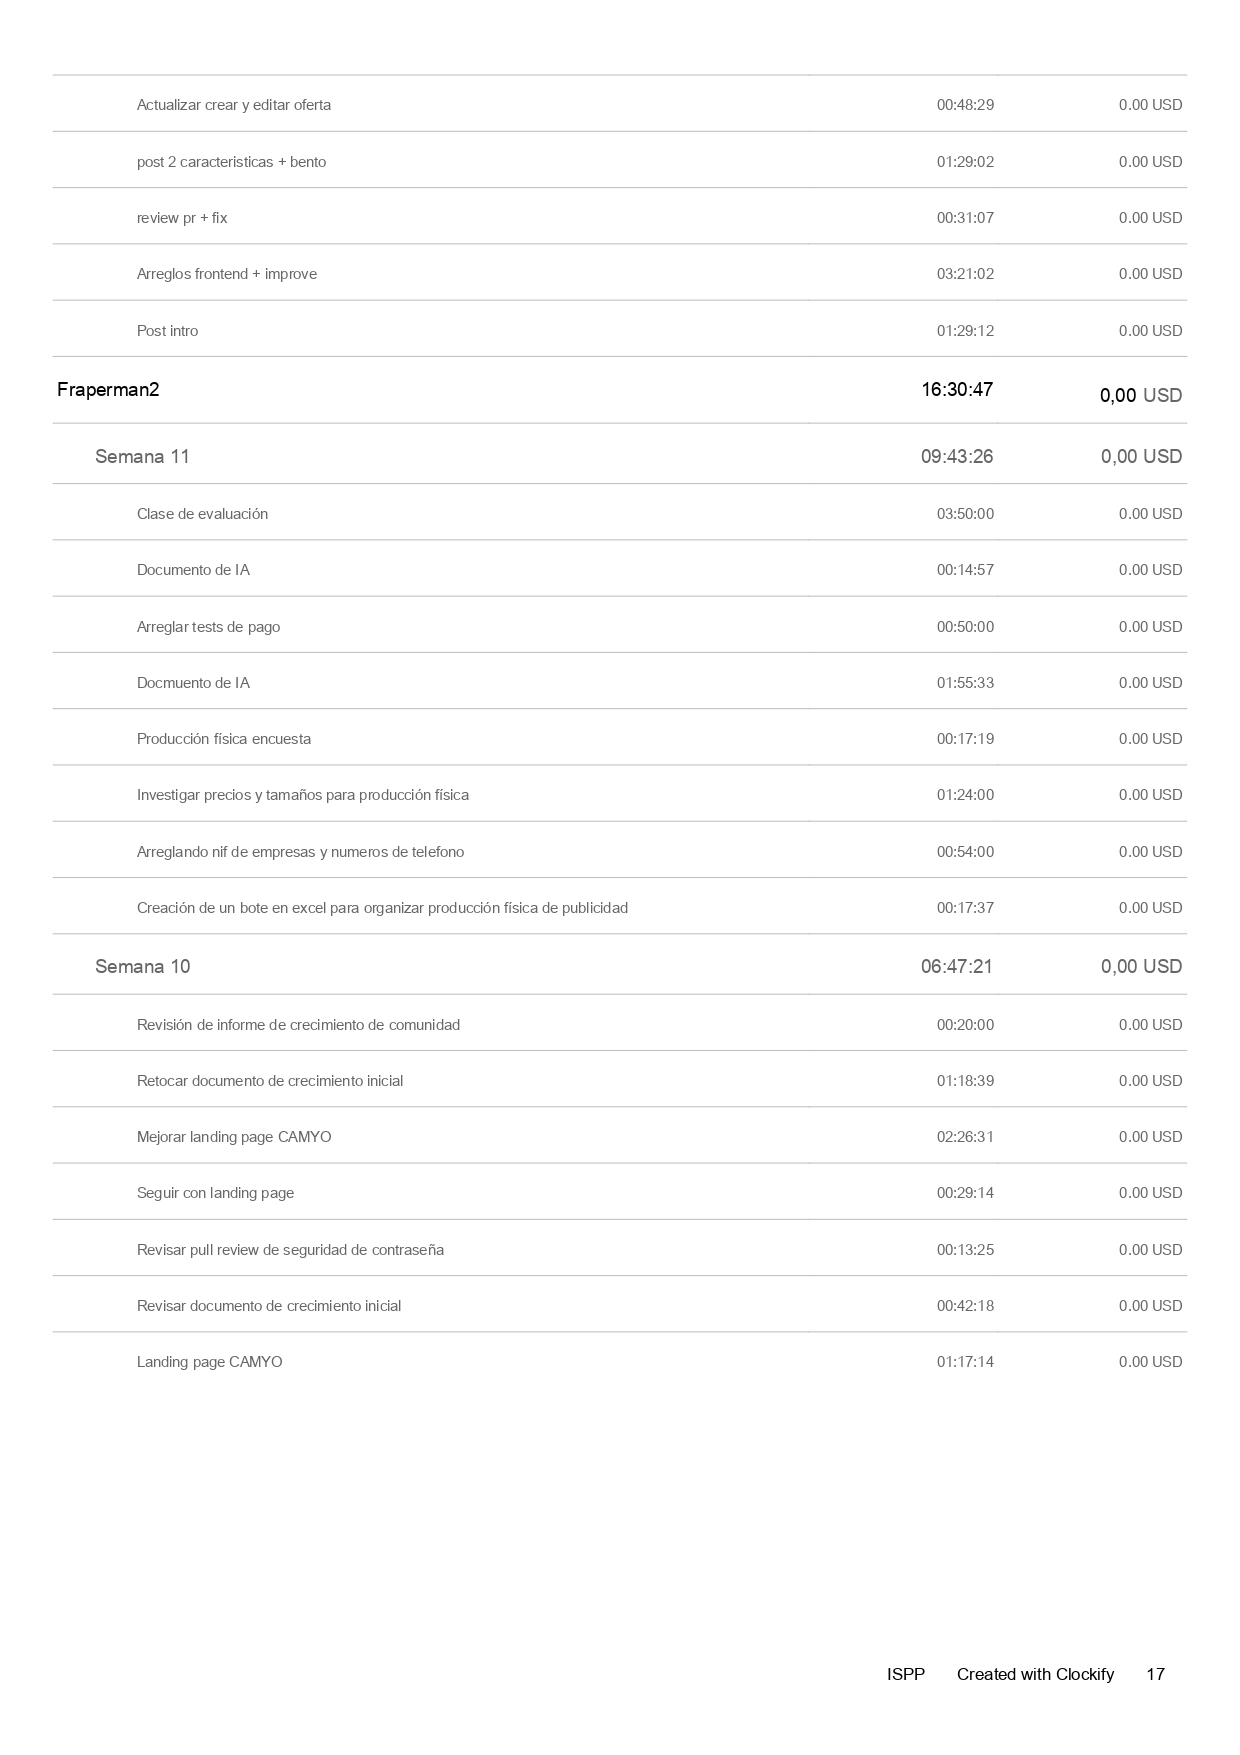 Actualizar crear y editar oferta 00:48:29 0.00 USD
post 2 caracteristicas + bento 01:29:02 0.00 USD
review pr + fix 00:31:07 0.00 USD
Arreglos frontend + improve 03:21:02 0.00 USD
Post intro 01:29:12 0.00 USD
Fraperman2 16:30:47 0,00 USD
Semana 11 09:43:26 0,00 USD
Clase de evaluación 03:50:00 0.00 USD
Documento de IA 00:14:57 0.00 USD
Arreglar tests de pago 00:50:00 0.00 USD
Docmuento de IA 01:55:33 0.00 USD
Producción física encuesta 00:17:19 0.00 USD
Investigar precios y tamaños para producción física 01:24:00 0.00 USD
Arreglando nif de empresas y numeros de telefono 00:54:00 0.00 USD
Creación de un bote en excel para organizar producción física de publicidad 00:17:37 0.00 USD
Semana 10 06:47:21 0,00 USD
Revisión de informe de crecimiento de comunidad 00:20:00 0.00 USD
Retocar documento de crecimiento inicial 01:18:39 0.00 USD
Mejorar landing page CAMYO 02:26:31 0.00 USD
Seguir con landing page 00:29:14 0.00 USD
Revisar pull review de seguridad de contraseña 00:13:25 0.00 USD
Revisar documento de crecimiento inicial 00:42:18 0.00 USD
Landing page CAMYO 01:17:14 0.00 USD
ISPP Created with Clockify 17